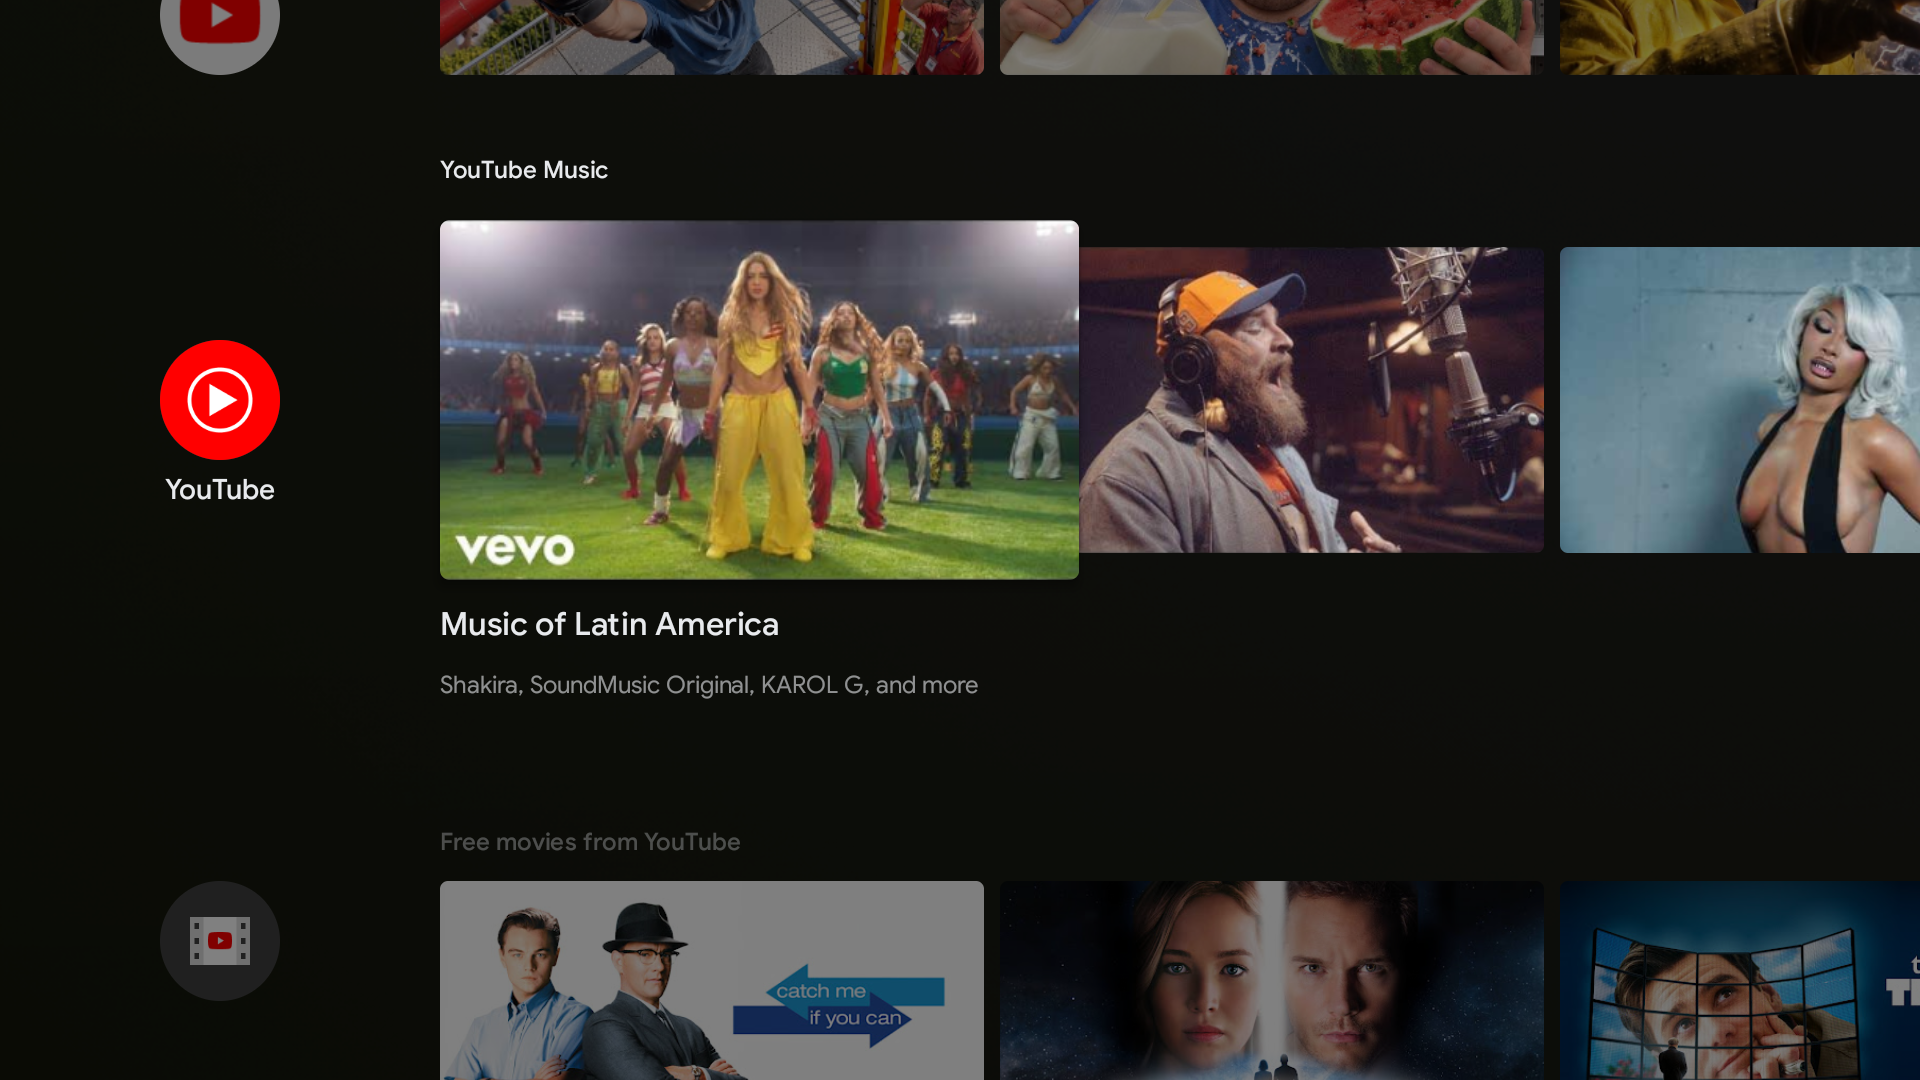 YouTube Music
vevo
YouTube
Music of Latin America
Shakira, SoundMusic Original, KAROL G, and more
Free movies from YouTube
catch me
if you can